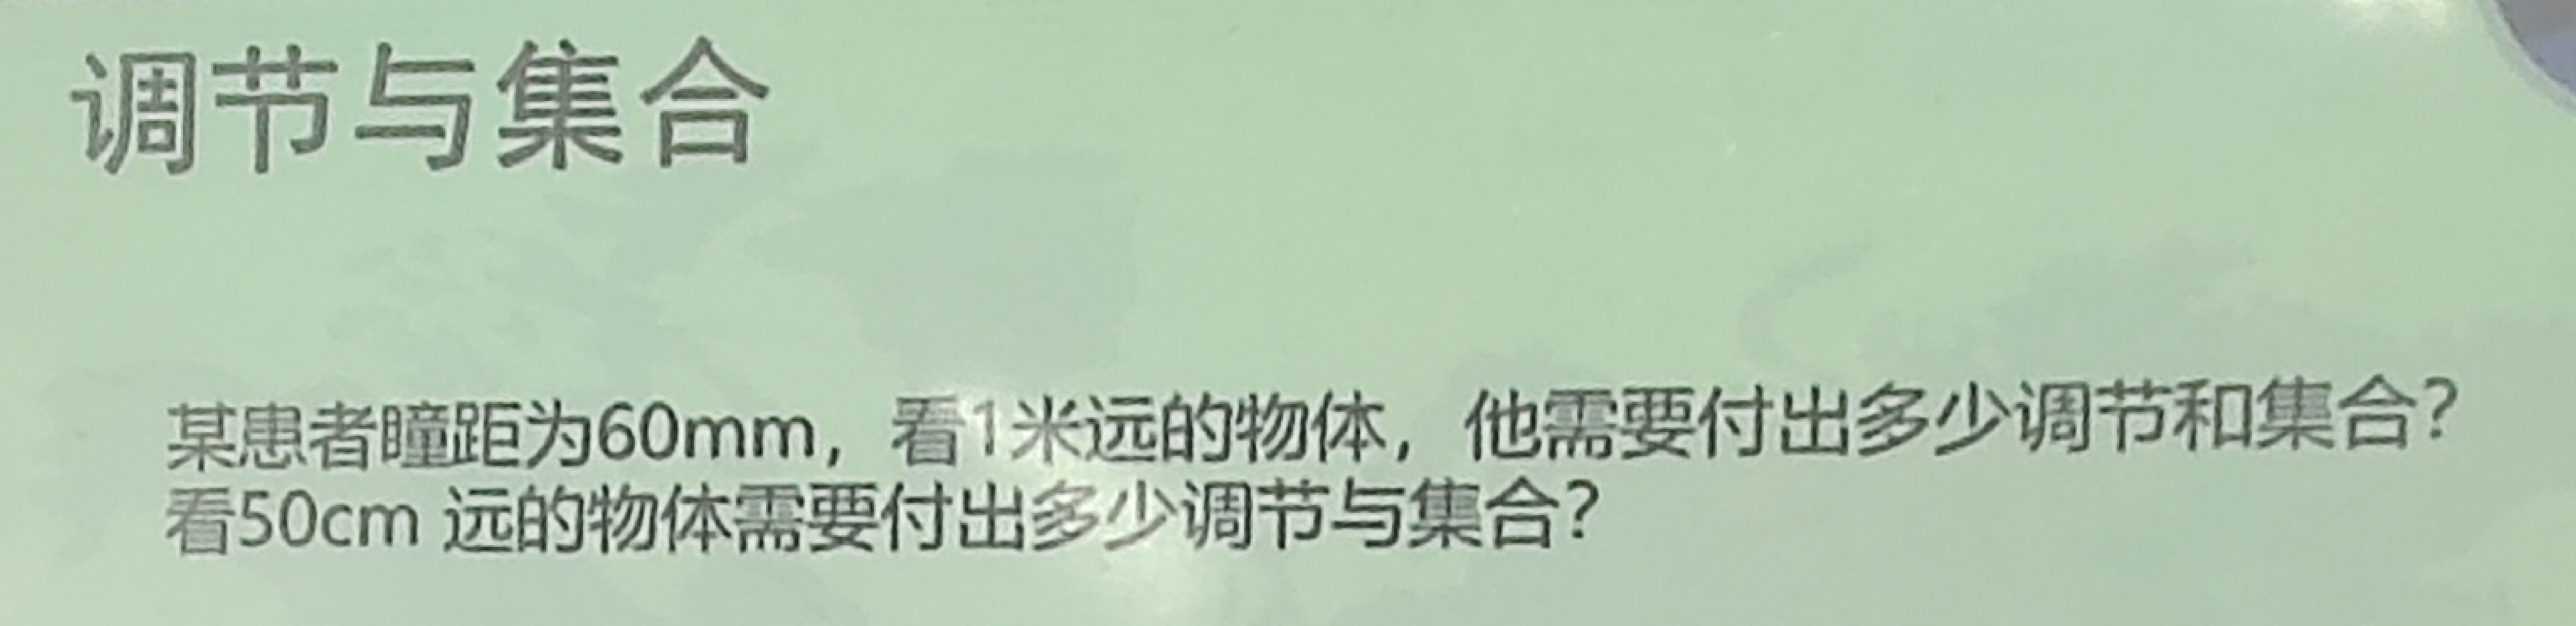 调节与集合
某患者瞳距为60mm，看1米远的物体，他需要付出多少调节和集合？
看50cm 远的物体需要付出多少调节与集合？